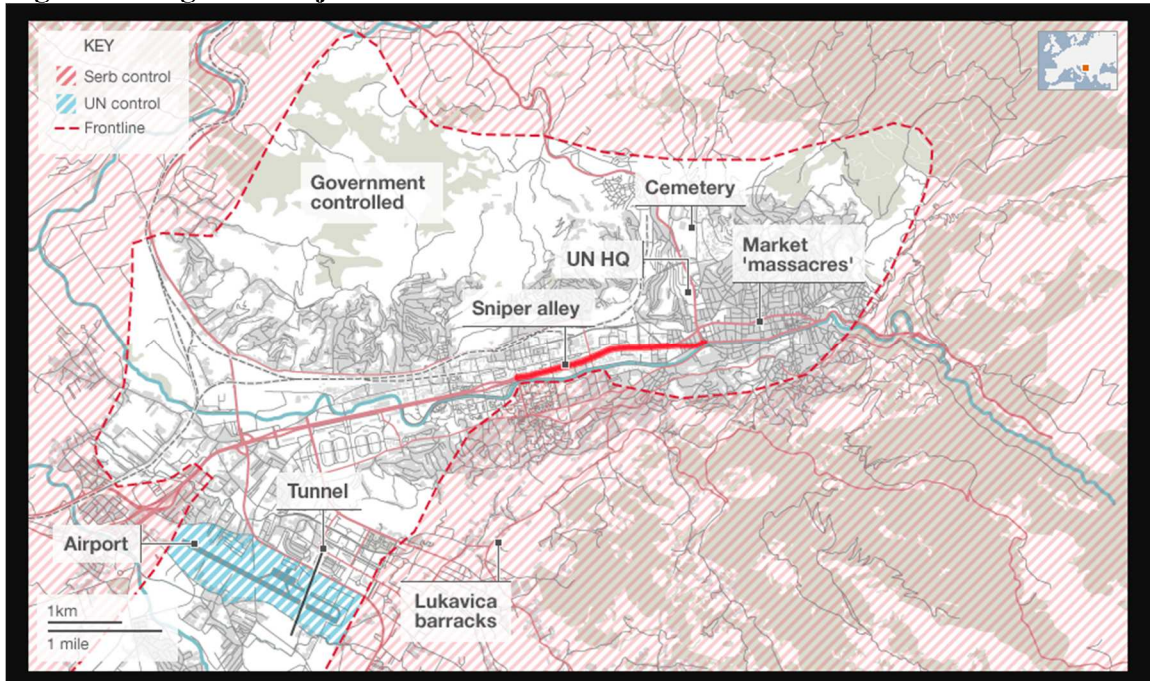 KEY
Serb control
UN control
Frontline
Government
controlled
Cemetery
UN HQ
Market
'massacres'
Sniper alley
Tunnel
Airport
Lukavica
barracks
1km
1 mile